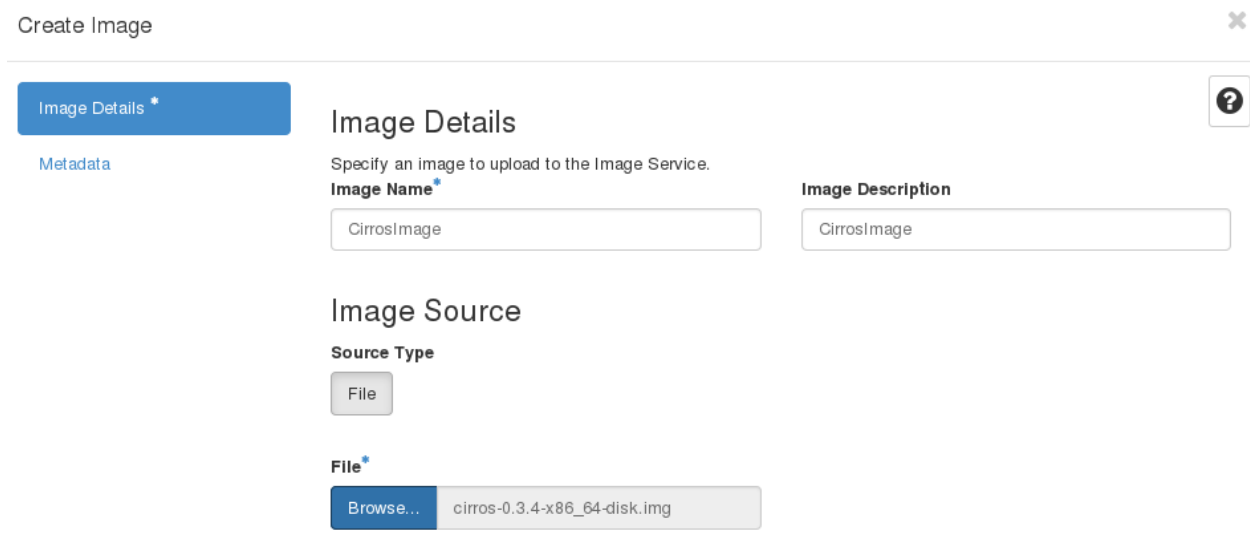 Create Image
Image Details *
Metadata
Image Details
Specify an image to upload to the Image Service.
Image Name*
Image Description
CirrosImage
CirrosImage
Image Source
Source Type
File
File*
Browse... cirros-0.3.4-x86_64-disk.img